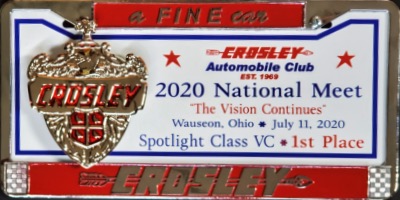 a FINE car
CROSLEY
CROSLEY
Automobile Club
EST. 1969
2020 National Meet
"The Vision Continues"
Wauseon, Ohio ★ July 11, 2020
Spotlight Class VC ★ 1st Place
CROSLEY